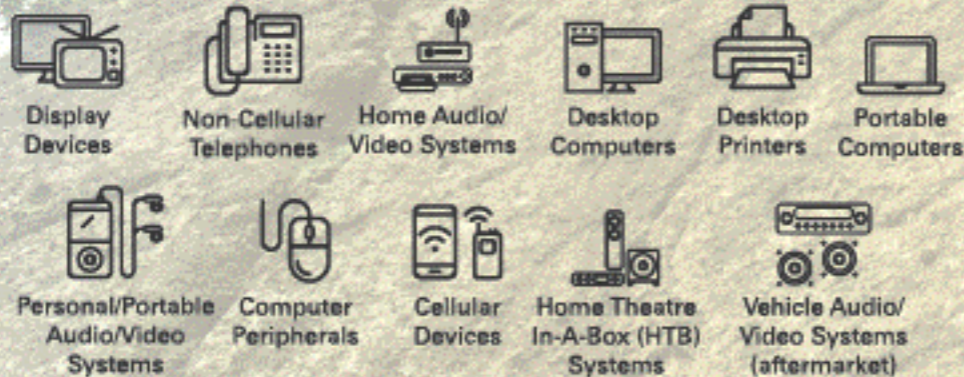 Display
Devices
Non-Cellular
Telephones
Home Audio/
Video Systems
Desktop
Computers
Desktop
Printers
Portable
Computers
Personal/Portable
Audio/Video
Systems
Computer
Peripherals
Cellular
Devices
Home Theatre
In-A-Box (HTB)
Systems
Vehicle Audio/
Video Systems
(aftermarket)